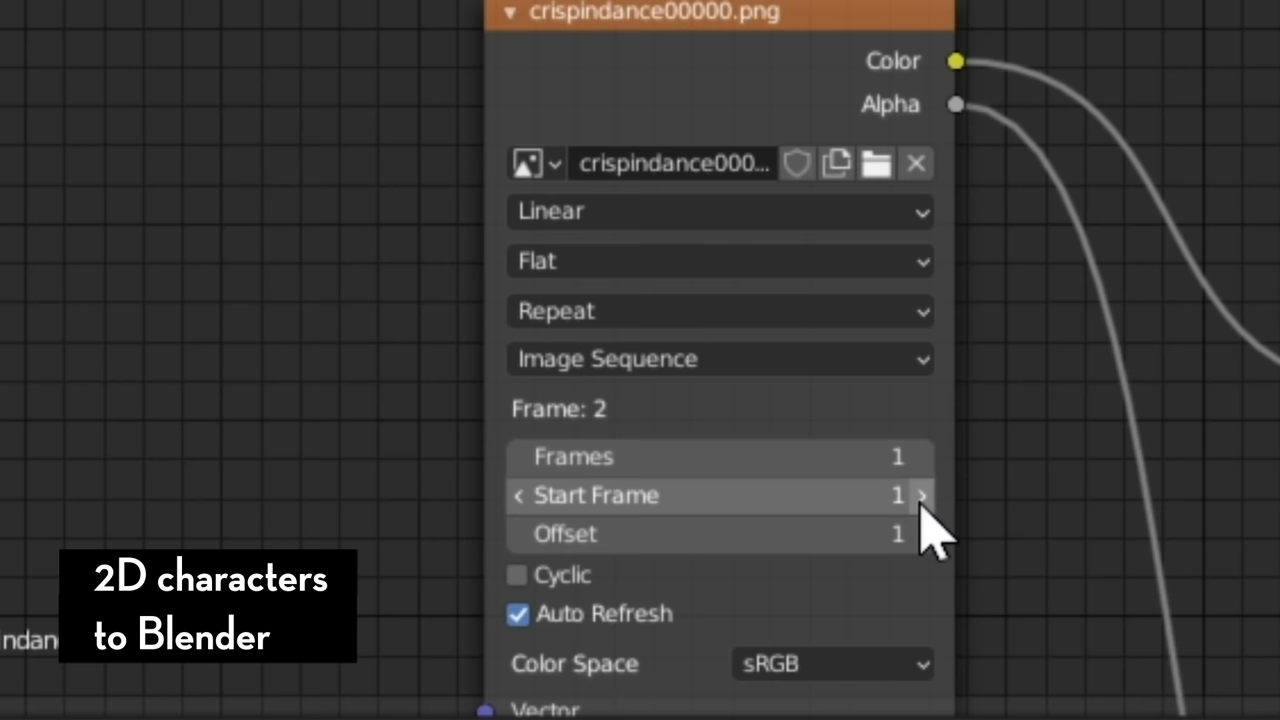 crispindance00000.png
Color
Alpha
crispindance000...
Linear
Flat
Repeat
Image Sequence
Frame: 2
Frames 1
Start Frame 1
Offset 1
Cyclic
Auto Refresh
Color Space sRGB
Vector
indan
2D characters
to Blender